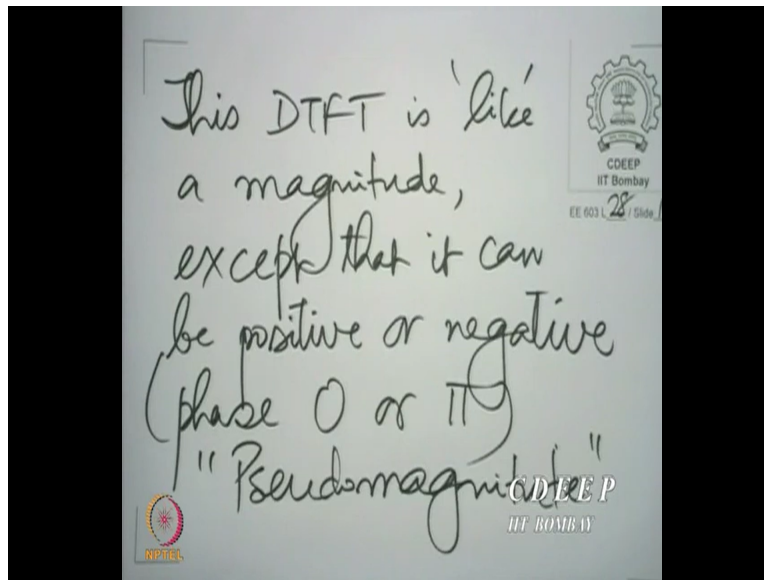 This DTFT is 'like'
a magnitude,
except that it can
be positive or negative
(phase 0 or π)
"Pseudomagnitude"
CDEEP
IIT Bombay
EE 603 L 28 / Slide
CDEEP
IIT BOMBAY
NPTEL